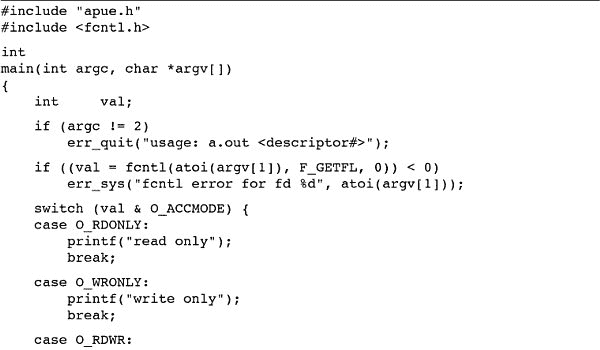 #include "apue.h"
#include <fcntl.h>
int
main(int argc, char *argv[])
{
int val;
if (argc != 2)
err_quit("usage: a.out <descriptor#>");
if ((val = fcntl(atoi(argv[1]), F_GETFL, 0)) < 0)
err_sys("fcntl error for fd %d", atoi(argv[1]));
switch (val & O_ACCMODE) {
case O_RDONLY:
printf("read only");
break;
case O_WRONLY:
printf("write only");
break;
case O_RDWR: